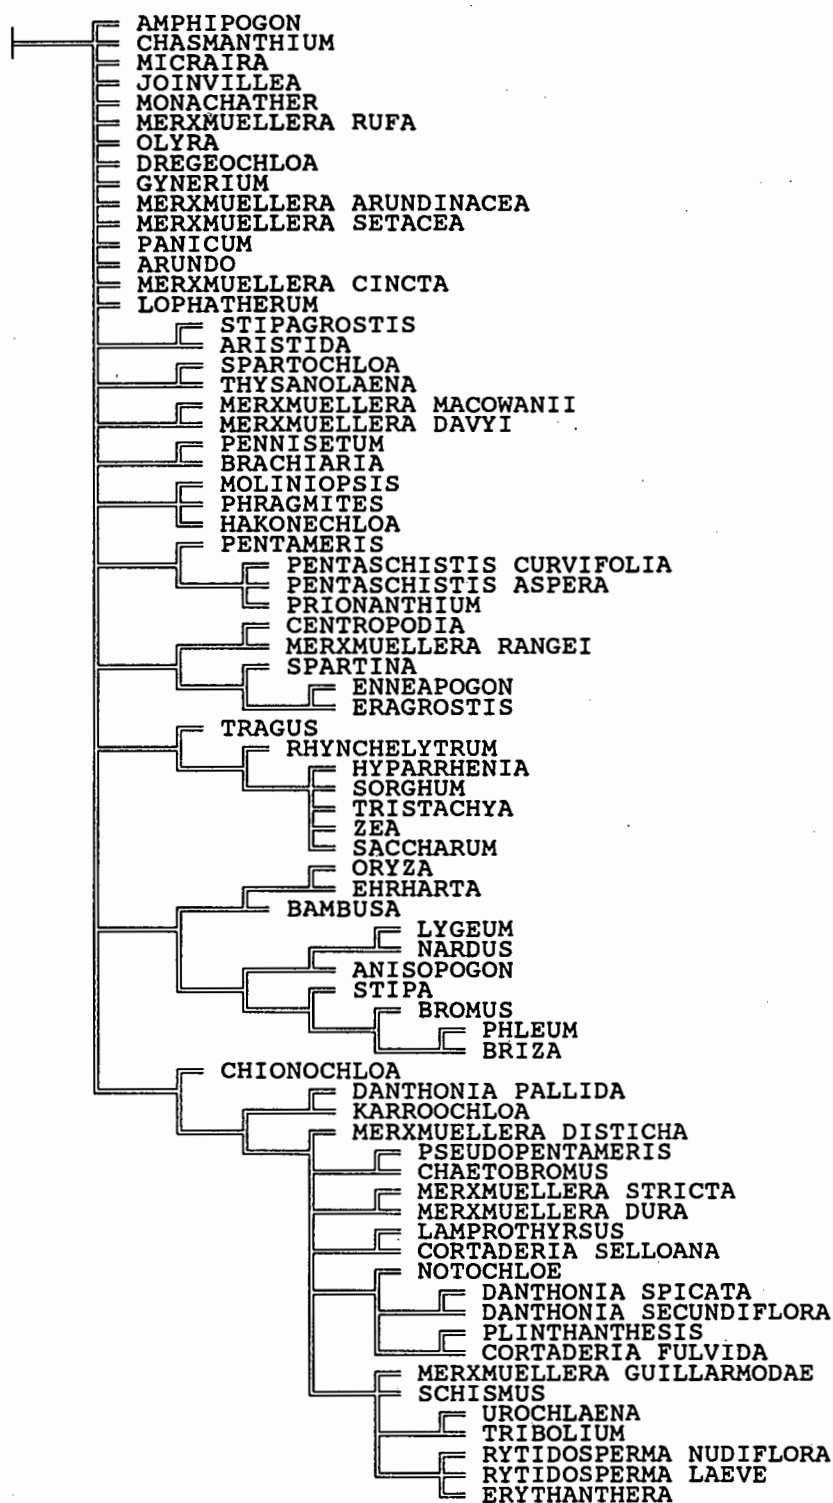 AMPHIPOGON
CHASMANTHIUM
MICRAIRA
JOINVILLEA
MONACHATHER
MERXMUELLERA RUFA
OLYRA
DREGEOCHLOA
GYNERIUM
MERXMUELLERA ARUNDINACEA
MERXMUELLERA SETACEA
PANICUM
ARUNDO
MERXMUELLERA CINCTA
LOPHATHERUM
STIPAGROSTIS
ARISTIDA
SPARTOCHLOA
THYSANOLAENA
MERXMUELLERA MACOWANII
MERXMUELLERA DAVYI
PENNISETUM
BRACHIARIA
MOLINIOPSIS
PHRAGMITES
HAKONECHLOA
PENTAMERIS
PENTASCHISTIS CURVIFOLIA
PENTASCHISTIS ASPERA
PRIONANTHIUM
CENTROPODIA
MERXMUELLERA RANGEI
SPARTINA
ENNEAPOGON
ERAGROSTIS
TRAGUS
RHYNCHELYTRUM
HYPARRHENIA
SORGHUM
TRISTACHYA
ZEA
SACCHARUM
ORYZA
EHRHARTA
BAMBUSA
LYGEUM
NARDUS
ANISOPOGON
STIPA
BROMUS
PHLEUM
BRIZA
CHIONOCHLOA
DANTHONIA PALLIDA
KARROOCHLOA
MERXMUELLERA DISTICHA
PSEUDOPENTAMERIS
CHAETOBROMUS
MERXMUELLERA STRICTA
MERXMUELLERA DURA
LAMPROTHYRSUS
CORTADERIA SELLOANA
NOTOCHLOE
DANTHONIA SPICATA
DANTHONIA SECUNDIFLORA
PLINTHANTHESIS
CORTADERIA FULVIDA
MERXMUELLERA GUILLARMODAE
SCHISMUS
UROCHLAENA
TRIBOLIUM
RYTIDOSPERMA NUDIFLORA
RYTIDOSPERMA LAEVE
ERYTHANTHERA